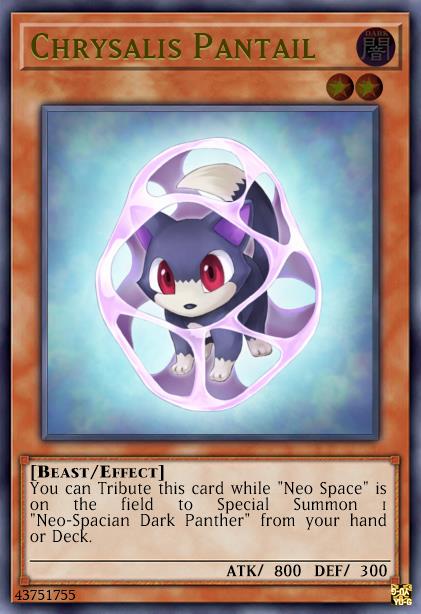 Chrysalis Pantail
DARK
闇
[Beast/Effect]
You can Tribute this card while "Neo Space" is
on the field to Special Summon 1
"Neo-Spacian Dark Panther" from your hand
or Deck.
ATK/ 800 DEF/ 300
43751755